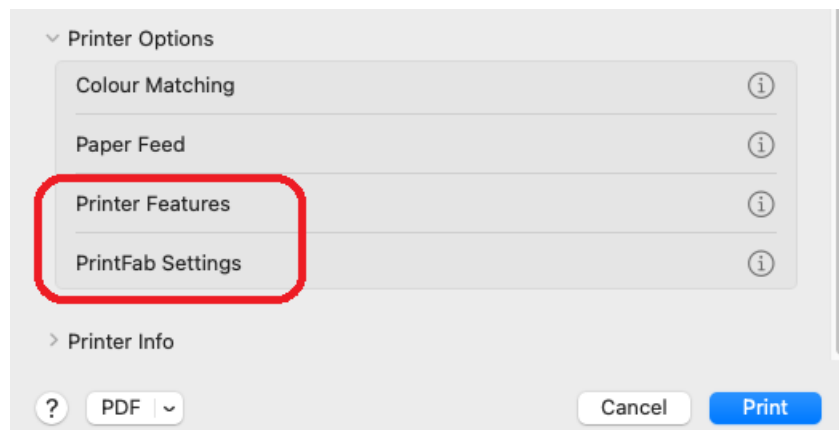 Printer Options
Colour Matching
Paper Feed
Printer Features
PrintFab Settings
Printer Info
? PDF Cancel Print